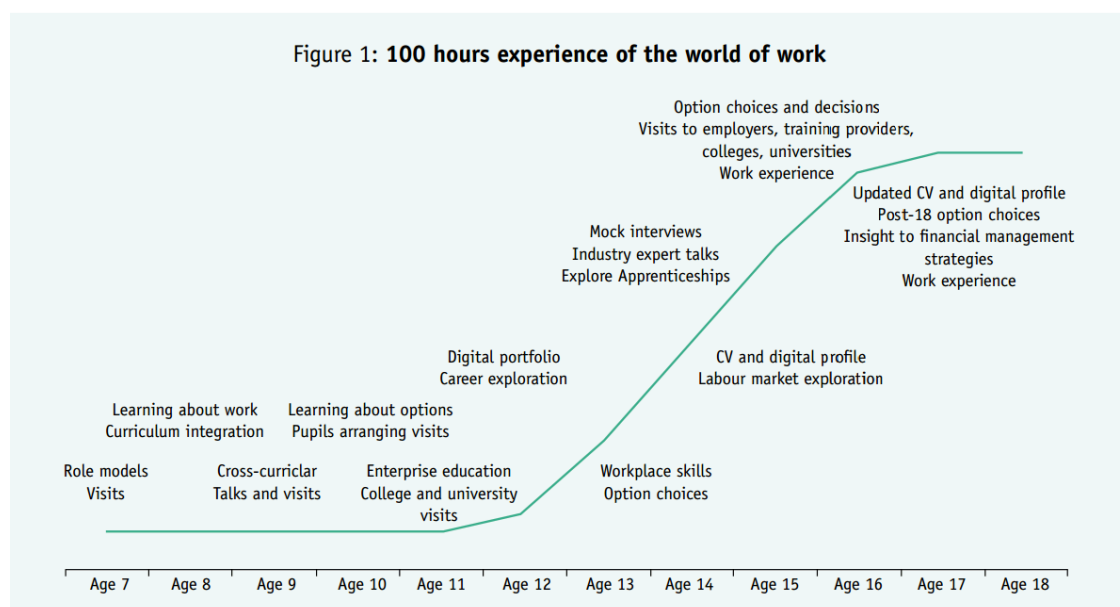 Figure 1: 100 hours experience of the world of work
Option choices and decisions
Visits to employers, training providers,
colleges, universities
Work experience
Updated CV and digital profile
Post-18 option choices
Insight to financial management
strategies
Work experience
Mock interviews
Industry expert talks
Explore Apprenticeships
Digital portfolio
Career exploration
CV and digital profile
Labour market exploration
Learning about work
Curriculum integration
Learning about options
Pupils arranging visits
Role models
Visits
Cross-curriclar
Talks and visits
Enterprise education
College and university
visits
Workplace skills
Option choices
Age 7 Age 8 Age 9 Age 10 Age 11 Age 12 Age 13 Age 14 Age 15 Age 16 Age 17 Age 18